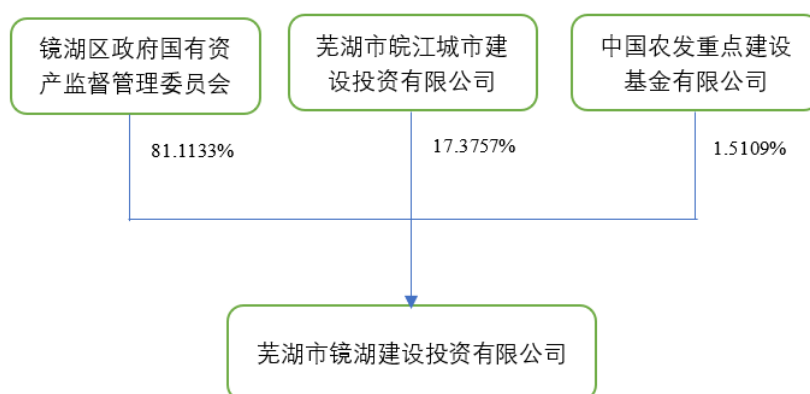 镜湖区政府国有资
产监督管理委员会
芜湖市皖江城市建
设投资有限公司
中国农发重点建设
基金有限公司
81.1133%
17.3757%
1.5109%
芜湖市镜湖建设投资有限公司